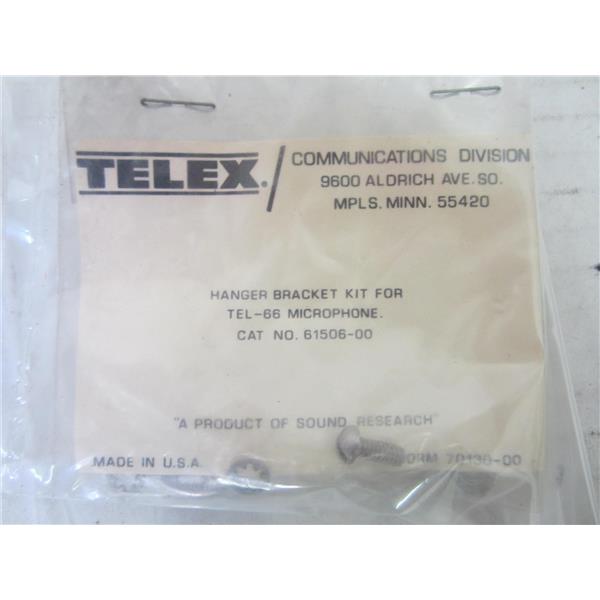 TELEX./ COMMUNICATIONS DIVISION
9600 ALDRICH AVE. SO.
MPLS. MINN. 55420
HANGER BRACKET KIT FOR
TEL-66 MICROPHONE.
CAT NO. 61506-00
"A PRODUCT OF SOUND RESEARCH"
MADE IN U.S.A.